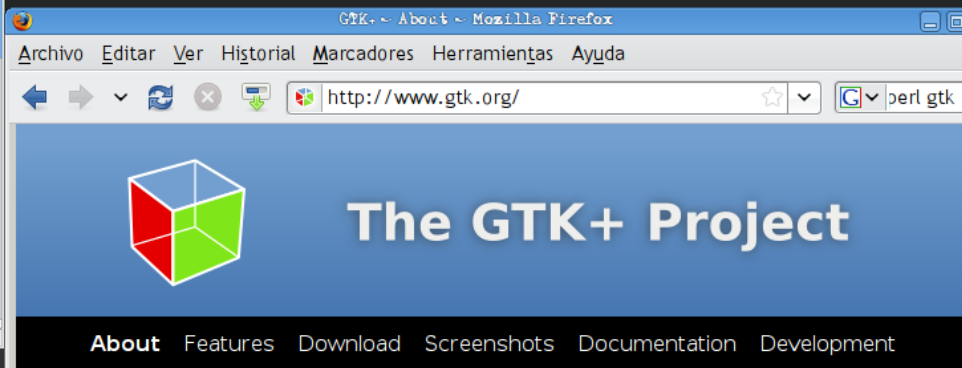 GTK+ ~ About ~ Mozilla Firefox
Archivo Editar Ver Historial Marcadores Herramientas Ayuda
http://www.gtk.org/ G perl gtk
The GTK+ Project
About Features Download Screenshots Documentation Development